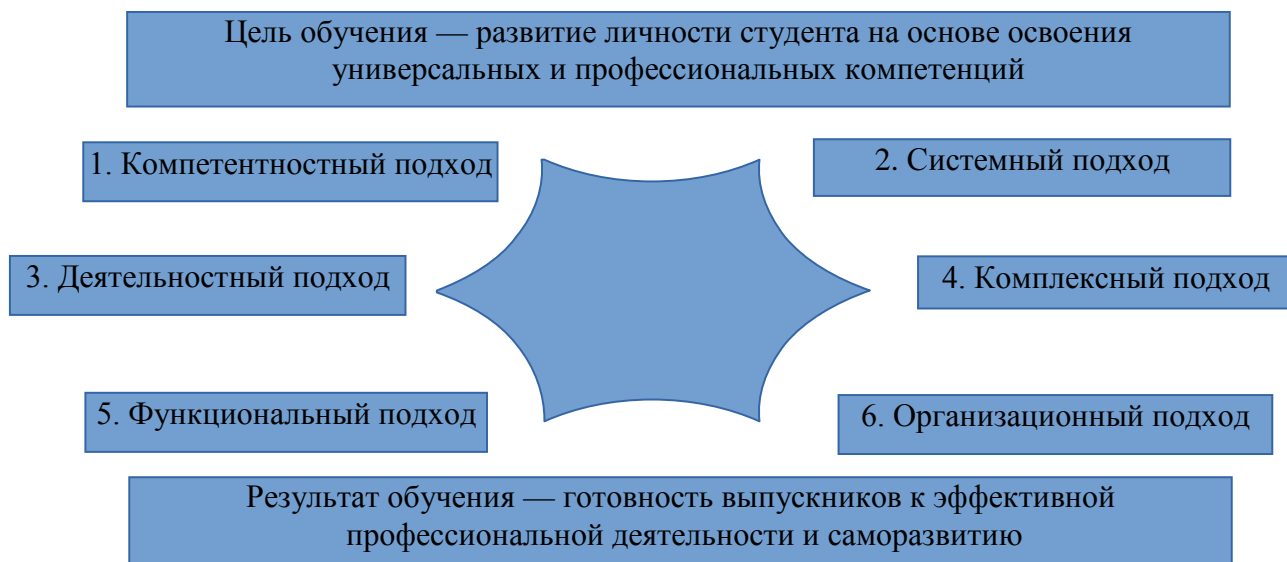 Цель обучения — развитие личности студента на основе освоения
универсальных и профессиональных компетенций
1. Компетентностный подход
2. Системный подход
3. Деятельностный подход
4. Комплексный подход
5. Функциональный подход
6. Организационный подход
Результат обучения — готовность выпускников к эффективной
профессиональной деятельности и саморазвитию